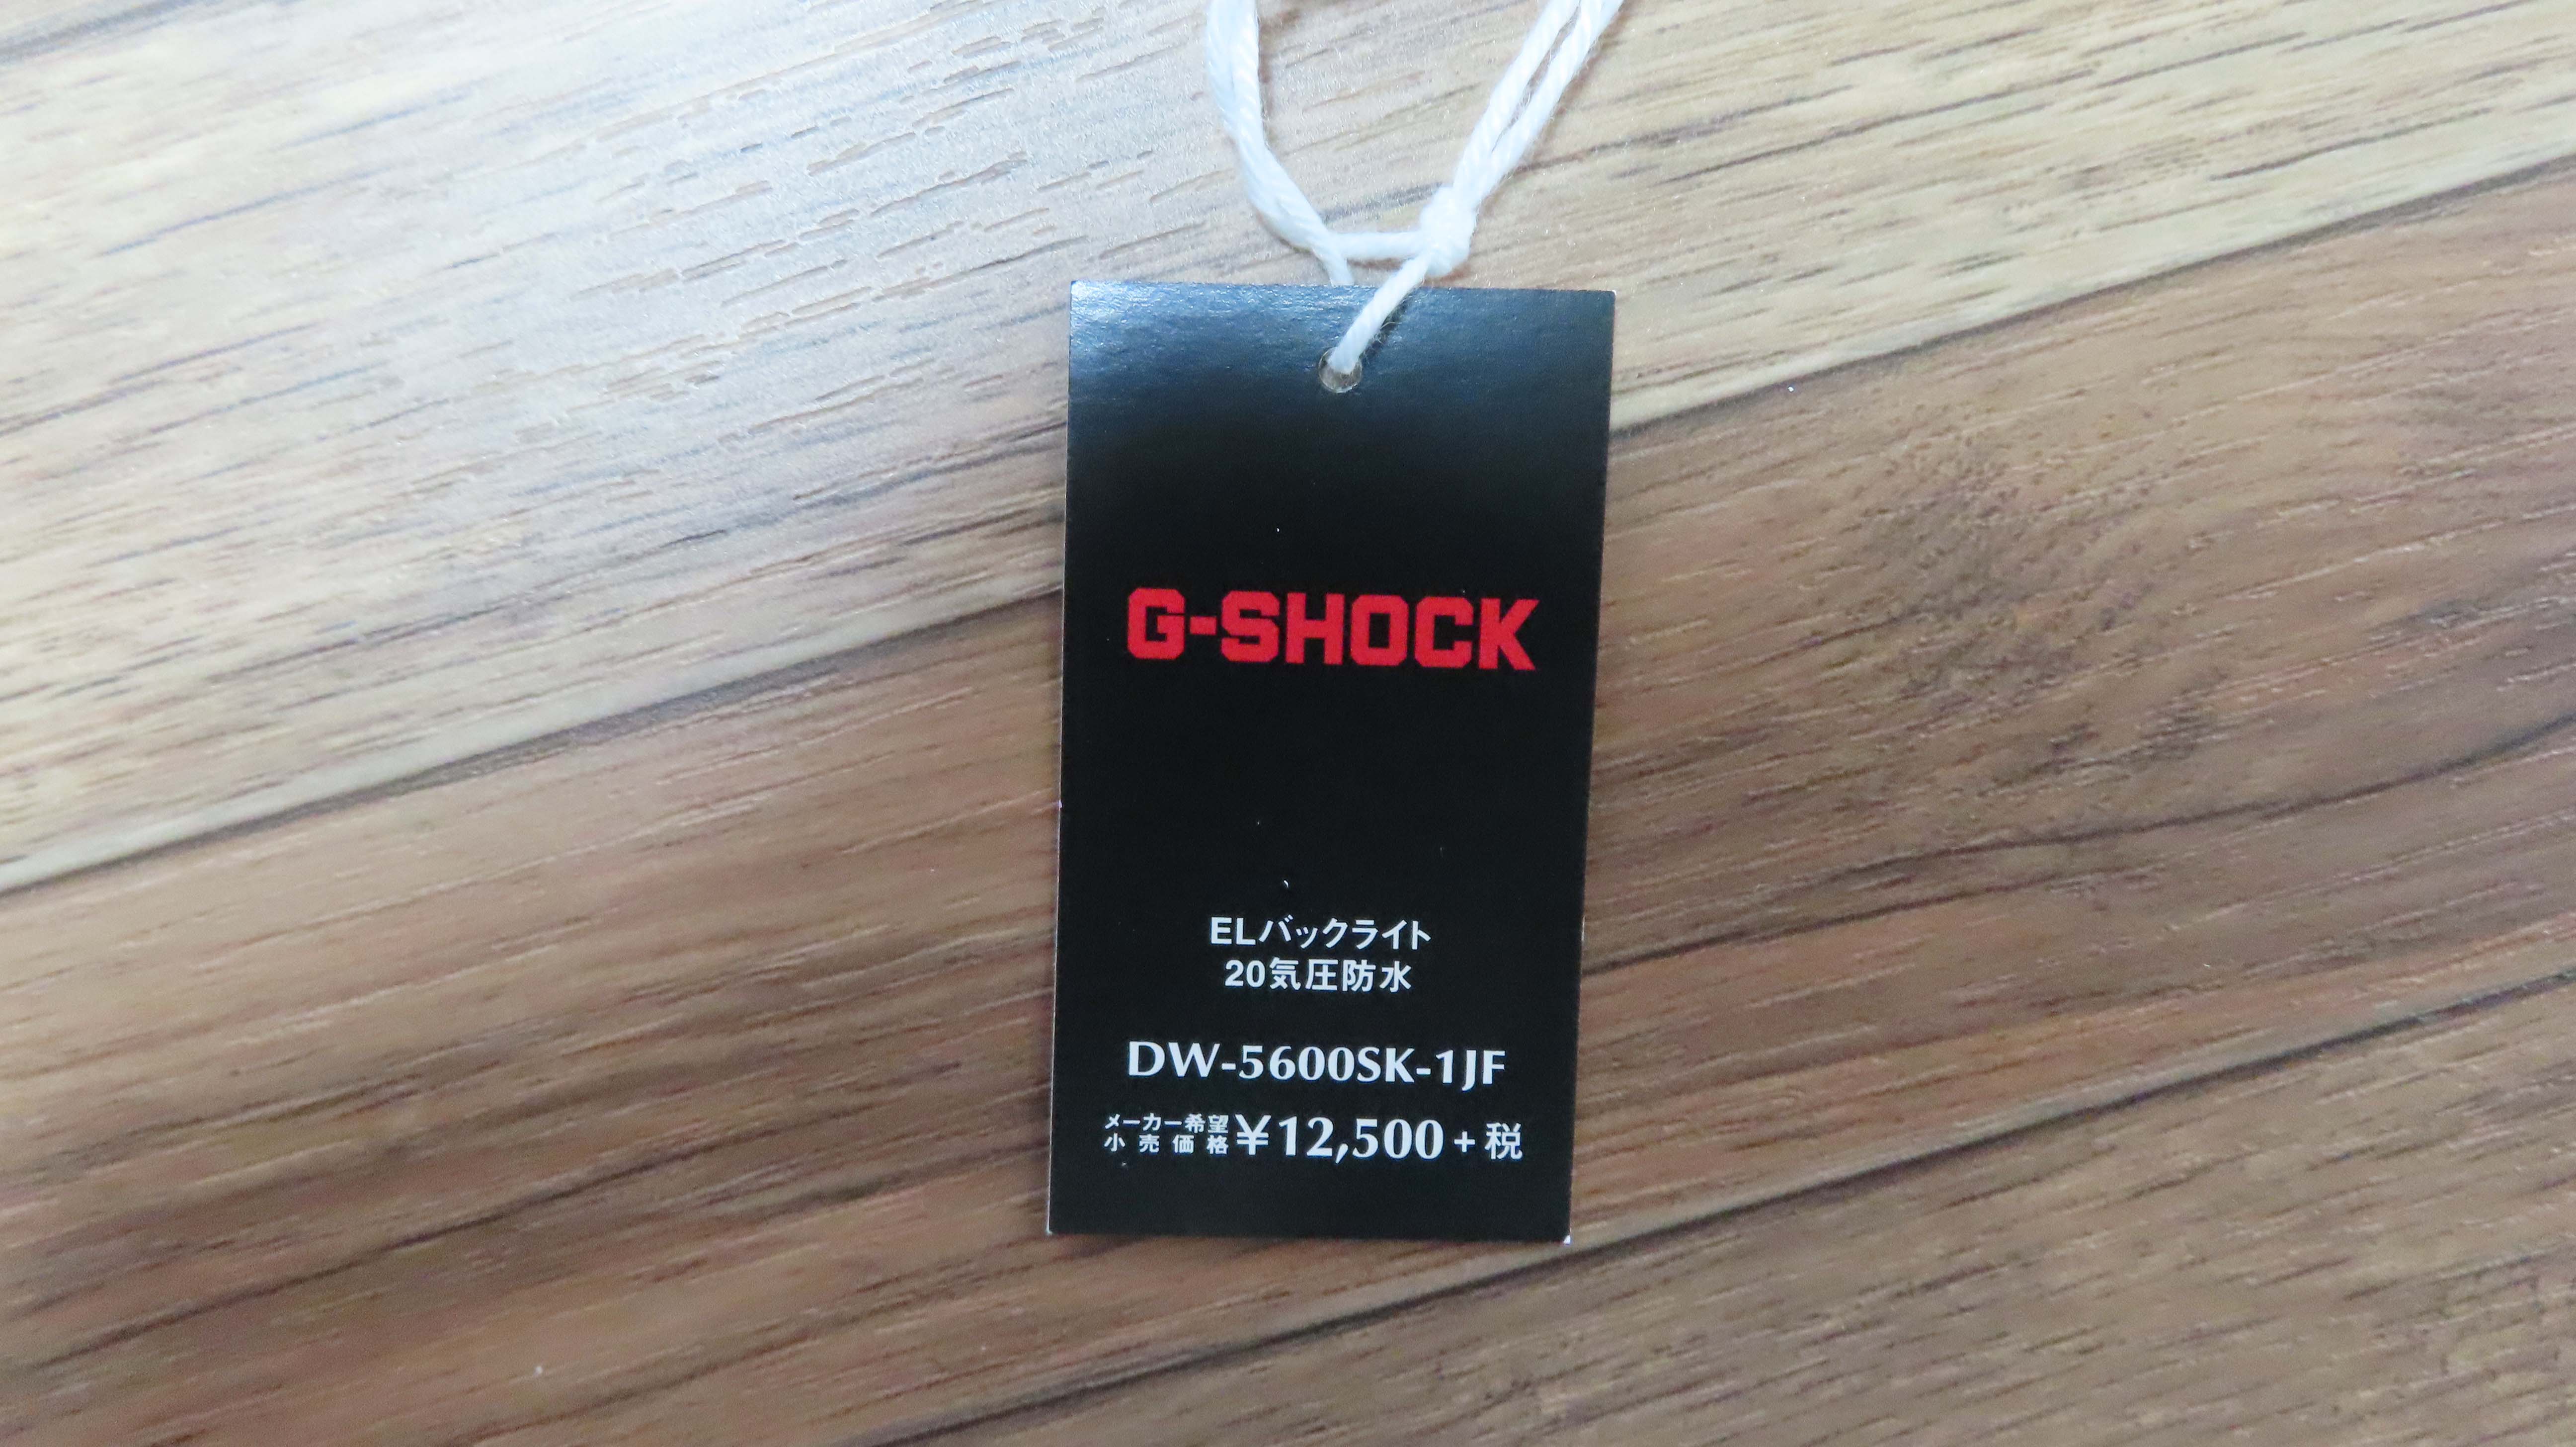 G-SHOCK
ELバックライト
20気圧防水
DW-5600SK-1JF
メーカー希望
小売価格 ¥12,500+税